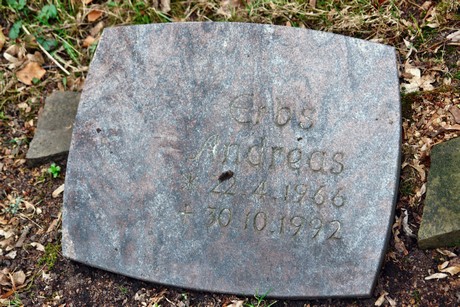 Erbs
Andreas
* 22.4.1966
† 30.10.1992